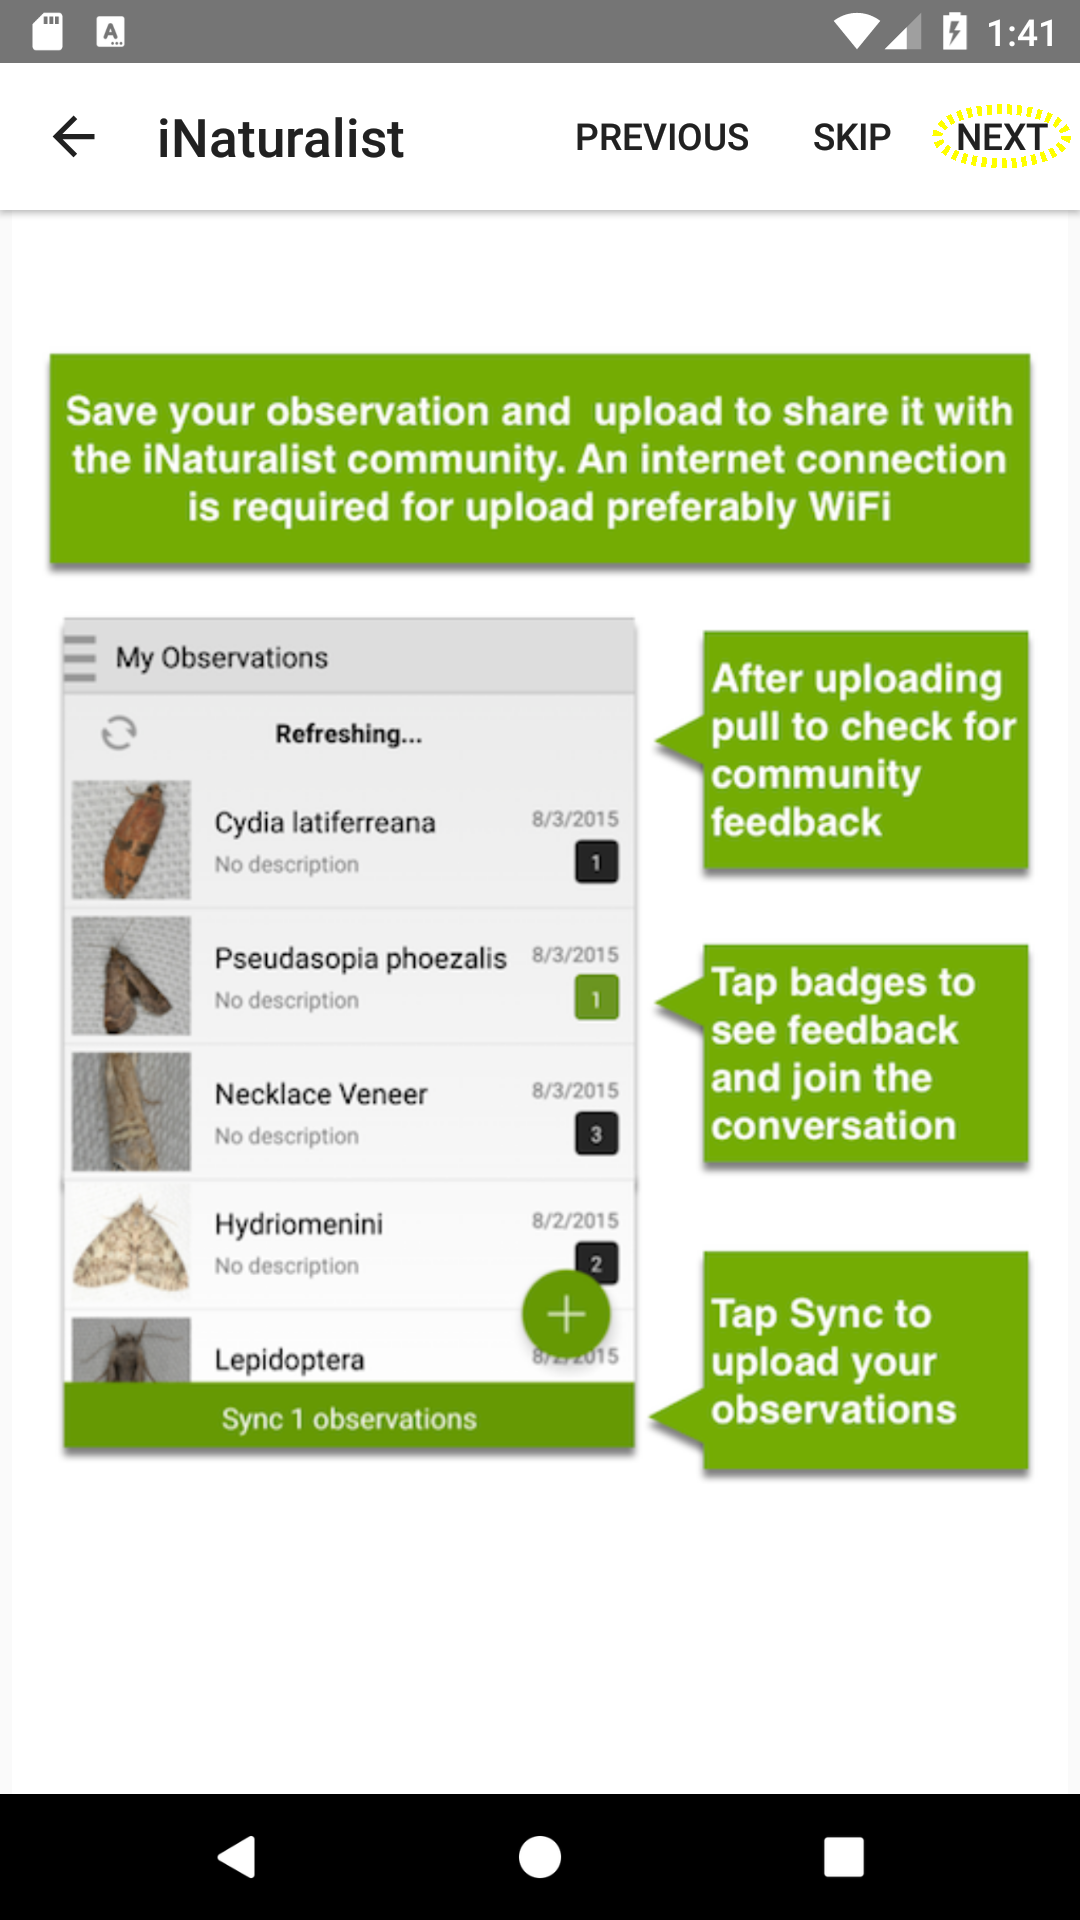 1:41
iNaturalist PREVIOUS SKIP NEXT
Save your observation and upload to share it with
the iNaturalist community. An internet connection
is required for upload preferably WiFi
My Observations
Refreshing...
Cydia latiferreana 8/3/2015
No description 1
Pseudasopia phoezalis 8/3/2015
No description 1
Necklace Veneer 8/3/2015
No description 3
Hydriomenini 8/2/2015
No description 2
Lepidoptera 8/2/2015
Sync 1 observations
After uploading
pull to check for
community
feedback
Tap badges to
see feedback
and join the
conversation
Tap Sync to
upload your
observations